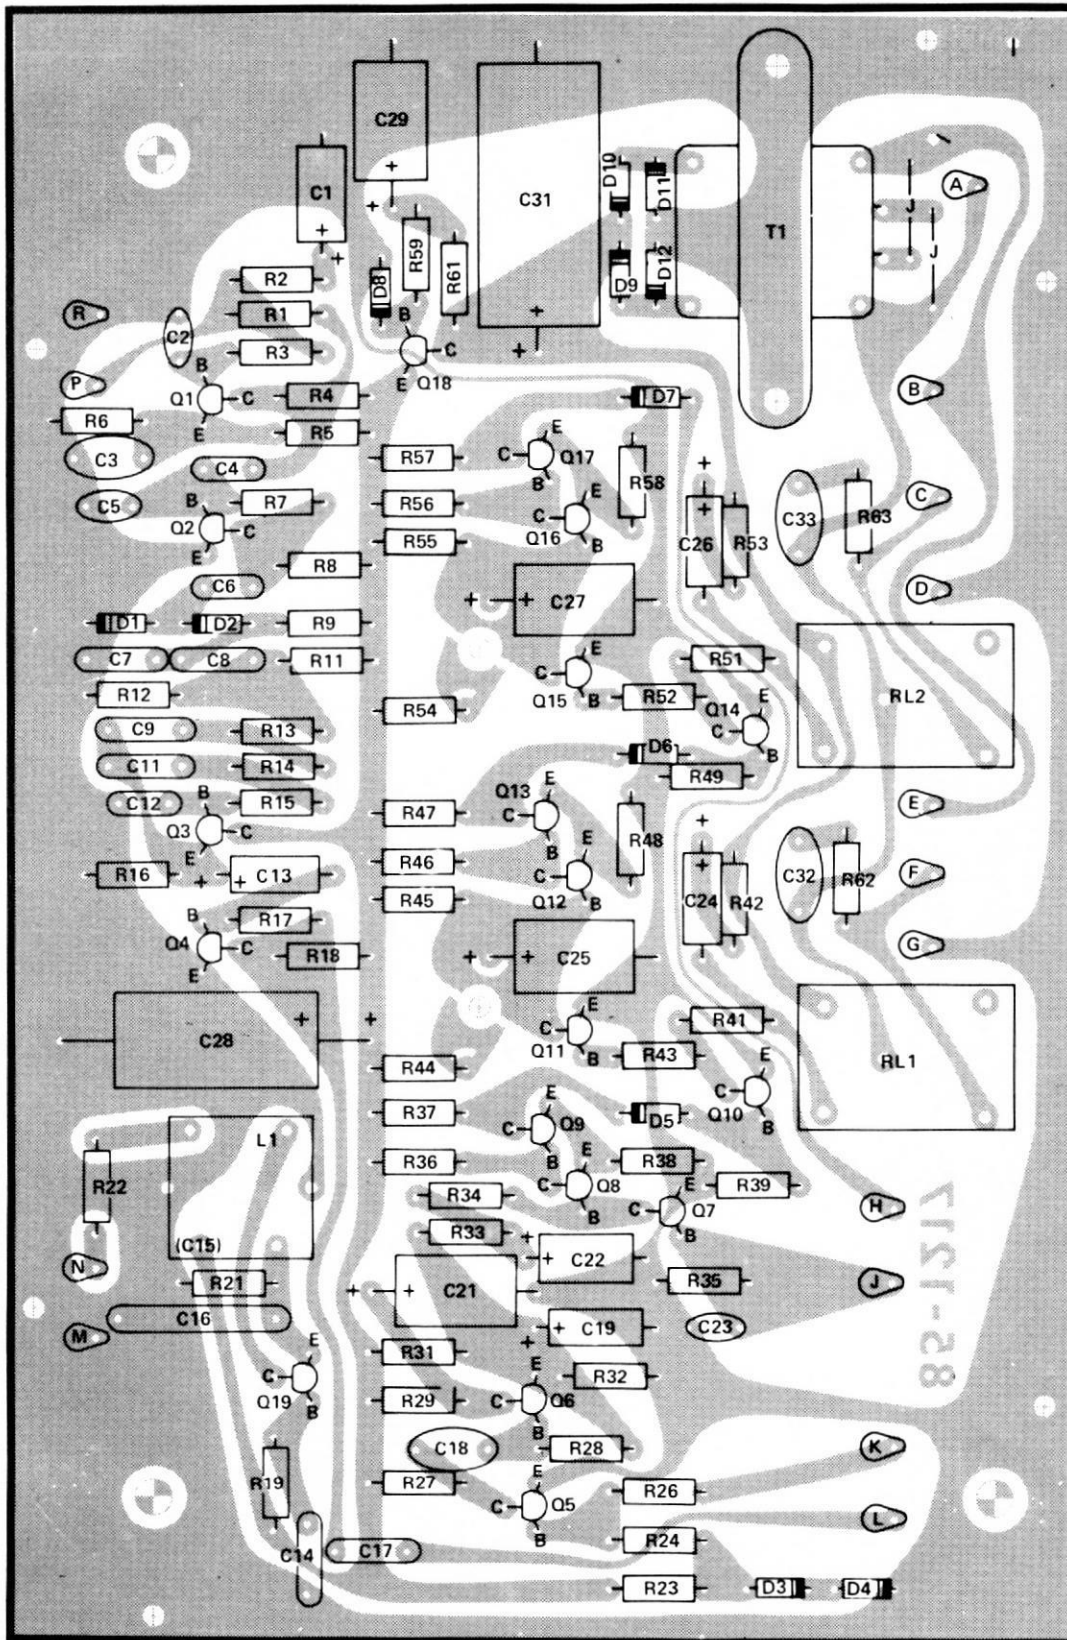 C29
C1
+
+
+
+
C31
+
+
D10
D11
D9
D12
T1
J
J
A
R2
R1
R3
R59
R61
D8
B
C
E
Q18
R
C2
P
B
Q1
C
E
R4
R5
R6
C3
C4
C5
B
Q2
C
E
R7
R8
C6
D1
D2
R9
C7
C8
R11
R12
C9
R13
C11
R14
C12
R15
B
Q3
C
E
R16
+
+
C13
R17
B
Q4
C
E
R18
C28
+
+
D7
B
R57
C
E
B
Q17
R58
R56
C
E
Q16
B
R55
+
+
C26
R53
C33
R63
C
D
+
+
C27
C
E
Q15
B
R51
R52
Q14
E
C
B
R54
RL2
D6
R49
E
R47
Q13
E
C
B
R48
R46
C
E
Q12
B
R45
+
+
C24
R42
C32
R62
F
G
+
+
C25
C
E
Q11
B
R41
R43
E
C
Q10
B
RL1
R44
R37
E
C
Q9
B
D5
R36
R38
R39
C
E
Q8
B
R34
R33
C
E
Q7
B
H
L1
R22
(C15)
N
R21
C16
M
+
+
C21
+
+
C22
R35
J
+
+
C19
C23
R31
R32
E
C
Q19
B
R29
E
C
Q6
B
C18
R28
R27
E
C
Q5
B
R26
K
R19
R24
L
C14
C17
R23
D3
D4
85-1217